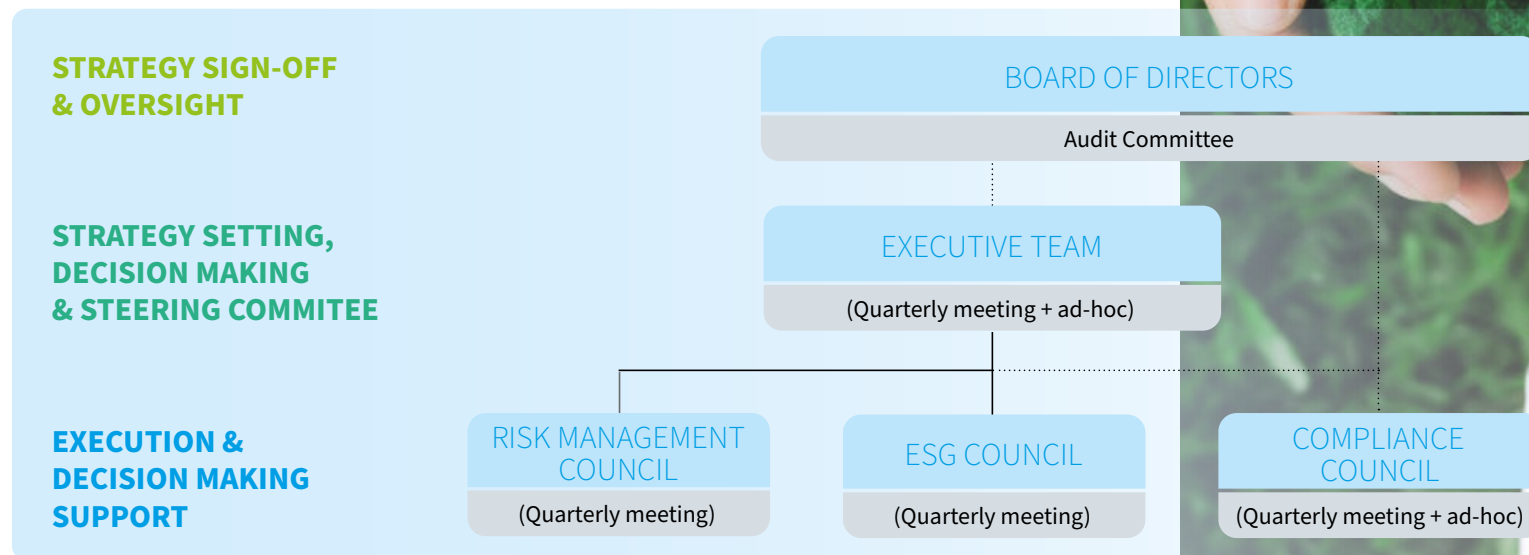 STRATEGY SIGN-OFF
& OVERSIGHT
BOARD OF DIRECTORS
Audit Committee
STRATEGY SETTING,
DECISION MAKING
& STEERING COMMITEE
EXECUTIVE TEAM
(Quarterly meeting + ad-hoc)
EXECUTION &
DECISION MAKING
SUPPORT
RISK MANAGEMENT
COUNCIL
(Quarterly meeting)
ESG COUNCIL
(Quarterly meeting)
COMPLIANCE
COUNCIL
(Quarterly meeting + ad-hoc)